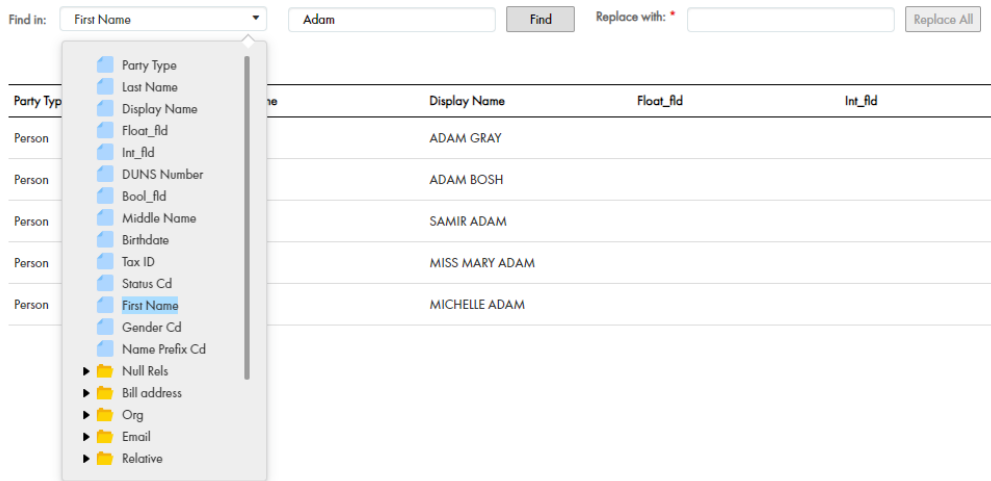 Find in: First Name Adam Find Replace with: * Replace All
Party Type
Last Name
Display Name
Float_fld
Int_fld
DUNS Number
Bool_fld
Middle Name
Birthdate
Tax ID
Status Cd
First Name
Gender Cd
Name Prefix Cd
Null Rels
Bill address
Org
Email
Relative
Party Typ ne Display Name Float_fld Int_fld
Person ADAM GRAY
Person ADAM BOSH
Person SAMIR ADAM
Person MISS MARY ADAM
Person MICHELLE ADAM